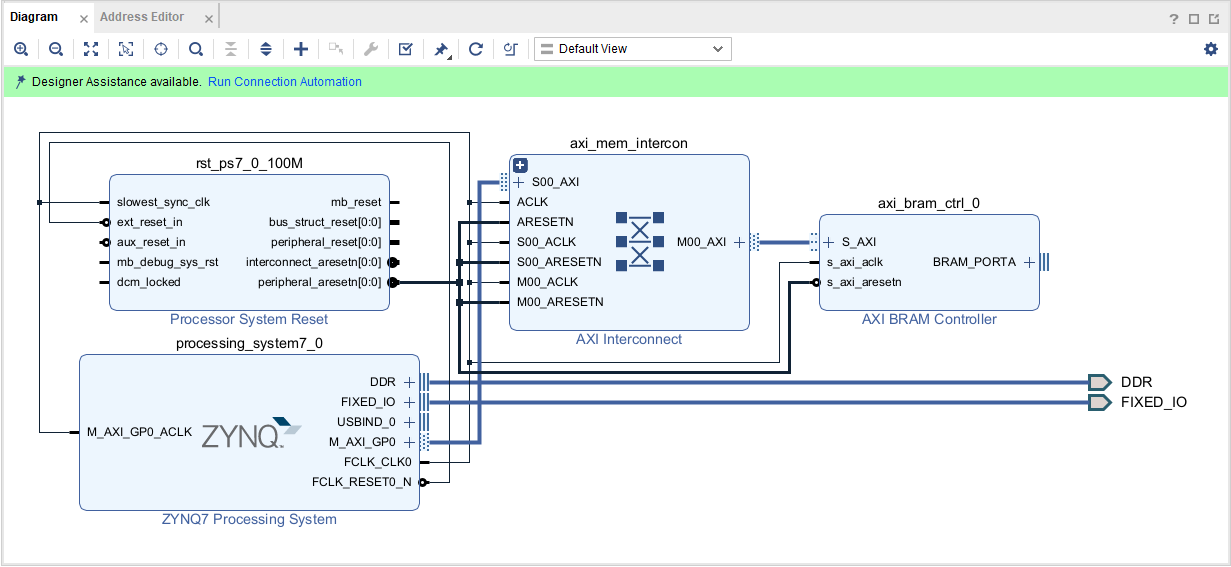 Diagram
Address Editor
Default View
Designer Assistance available. Run Connection Automation
rst_ps7_0_100M
slowest_sync_clk
ext_reset_in
aux_reset_in
mb_debug_sys_rst
dcm_locked
mb_reset
bus_struct_reset[0:0]
peripheral_reset[0:0]
interconnect_aresetn[0:0]
peripheral_aresetn[0:0]
Processor System Reset
axi_mem_intercon
S00_AXI
ACLK
ARESETN
S00_ACLK
S00_ARESETN
M00_ACLK
M00_ARESETN
M00_AXI
AXI Interconnect
axi_bram_ctrl_0
S_AXI
s_axi_aclk
s_axi_aresetn
BRAM_PORTA
AXI BRAM Controller
processing_system7_0
M_AXI_GP0_ACLK
ZYNQ
DDR
FIXED_IO
USBIND_0
M_AXI_GP0
FCLK_CLK0
FCLK_RESET0_N
ZYNQ7 Processing System
DDR
FIXED_IO